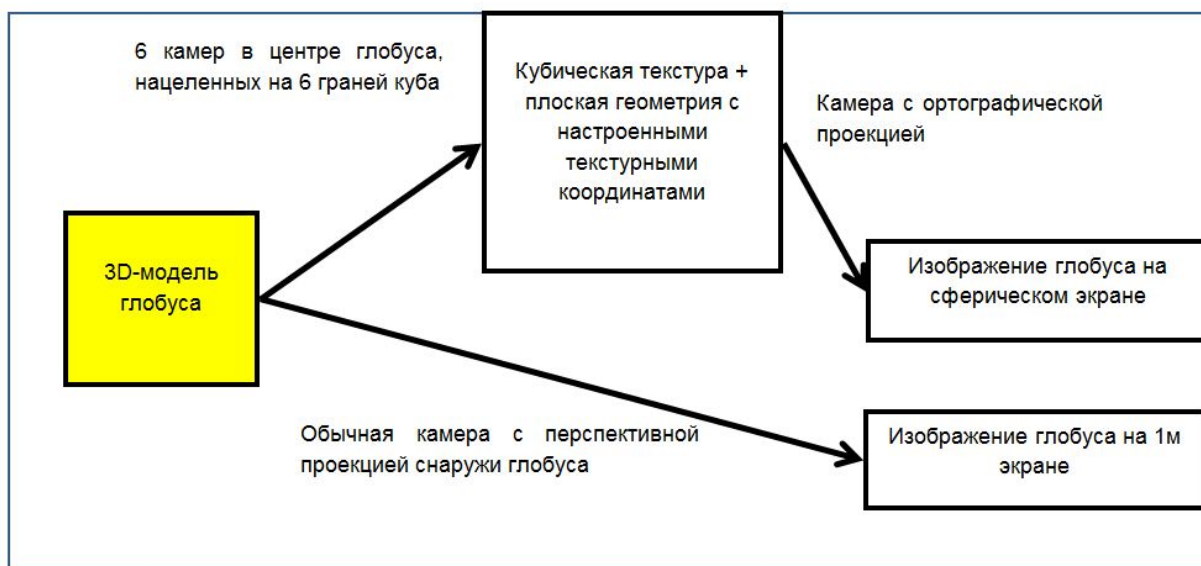 6 камер в центре глобуса,
нацеленных на 6 граней куба
Кубическая текстура +
плоская геометрия с
настроенными
текстурными
координатами
Камера с ортографической
проекцией
3D-модель
глобуса
Изображение глобуса на
сферическом экране
Обычная камера с перспективной
проекцией снаружи глобуса
Изображение глобуса на 1м
экране